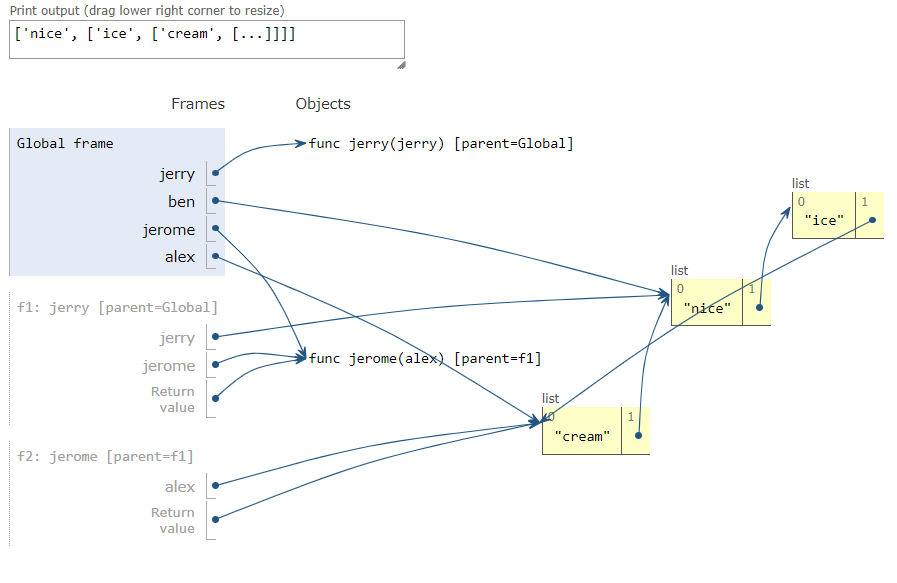 Print output (drag lower right corner to resize)
['nice', ['ice', ['cream', [...]]]]
Frames
Objects
Global frame
jerry
ben
jerome
alex
func jerry(jerry) [parent=Global]
list
0 1
"ice"
list
0 1
"nice"
f1: jerry [parent=Global]
jerry
jerome
Return
value
func jerome(alex) [parent=f1]
list
0 1
"cream"
f2: jerome [parent=f1]
alex
Return
value